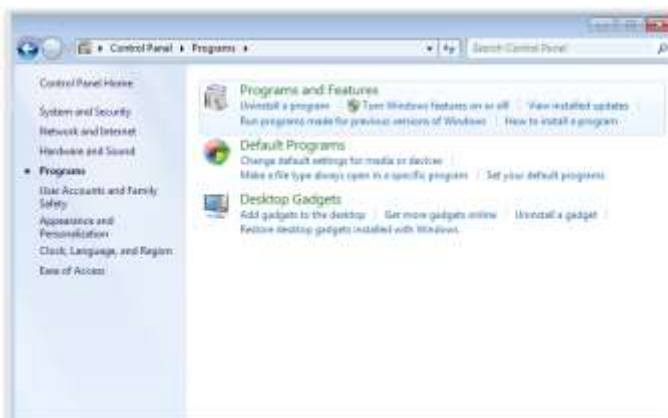 Control Panel Programs
Search Control Panel
Control Panel Home
System and Security
Network and Internet
Hardware and Sound
Programs
User Accounts and Family
Safety
Appearance and
Personalization
Clock, Language, and Region
Ease of Access
Programs and Features
Uninstall a program Turn Windows features on or off View installed updates
Run programs made for previous versions of Windows How to install a program
Default Programs
Change default settings for media or devices
Make a file type always open in a specific program Set your default programs
Desktop Gadgets
Add gadgets to the desktop Get more gadgets online Uninstall a gadget
Restore desktop gadgets installed with Windows